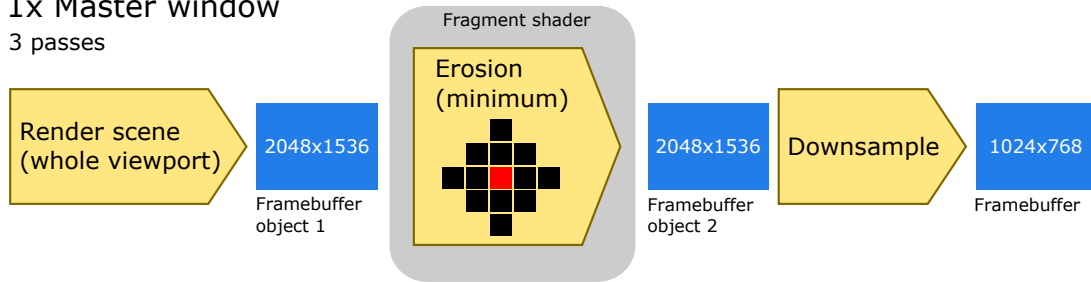 1x Master window
3 passes
Fragment shader
Render scene
(whole viewport)
2048x1536
Framebuffer
object 1
Erosion
(minimum)
2048x1536
Framebuffer
object 2
Downsample
1024x768
Framebuffer